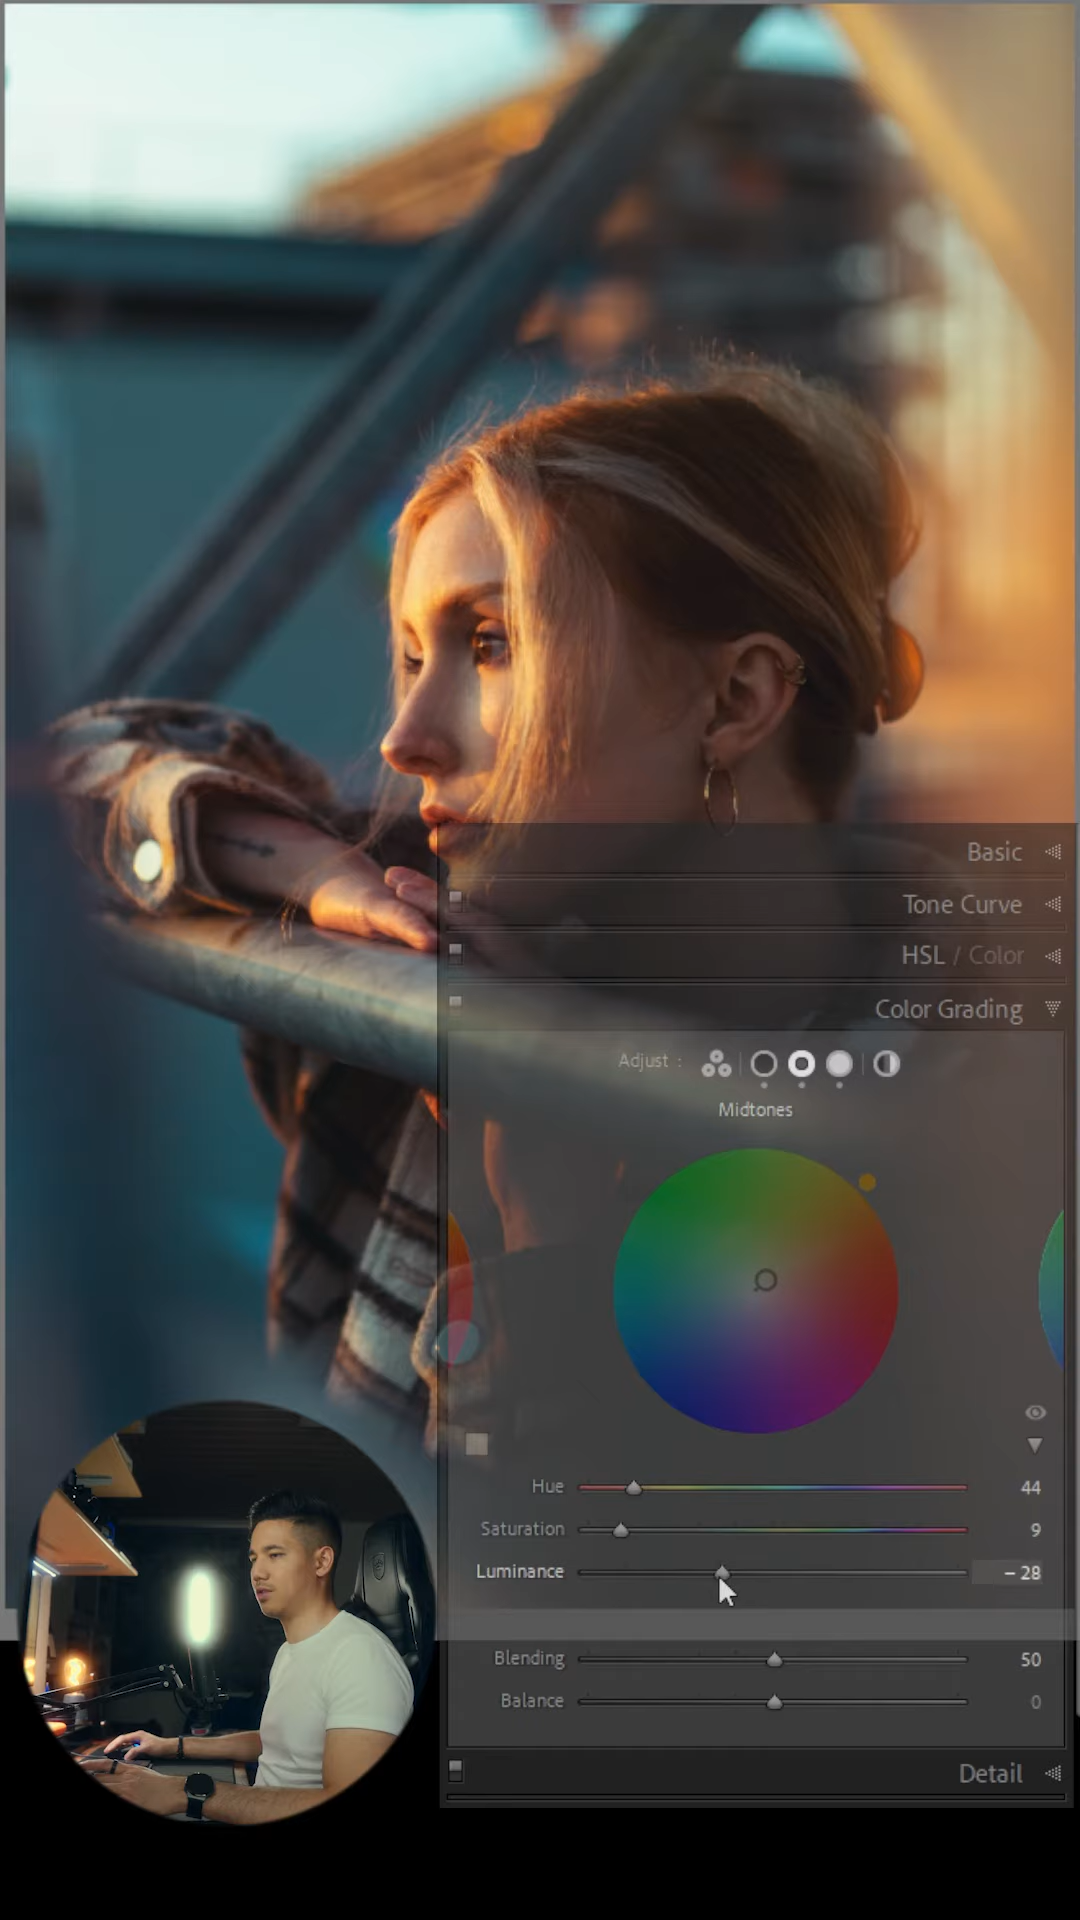 Basic
Tone Curve
HSL / Color
Color Grading
Adjust :
Midtones
Hue 44
Saturation 9
Luminance – 28
Blending 50
Balance 0
Detail